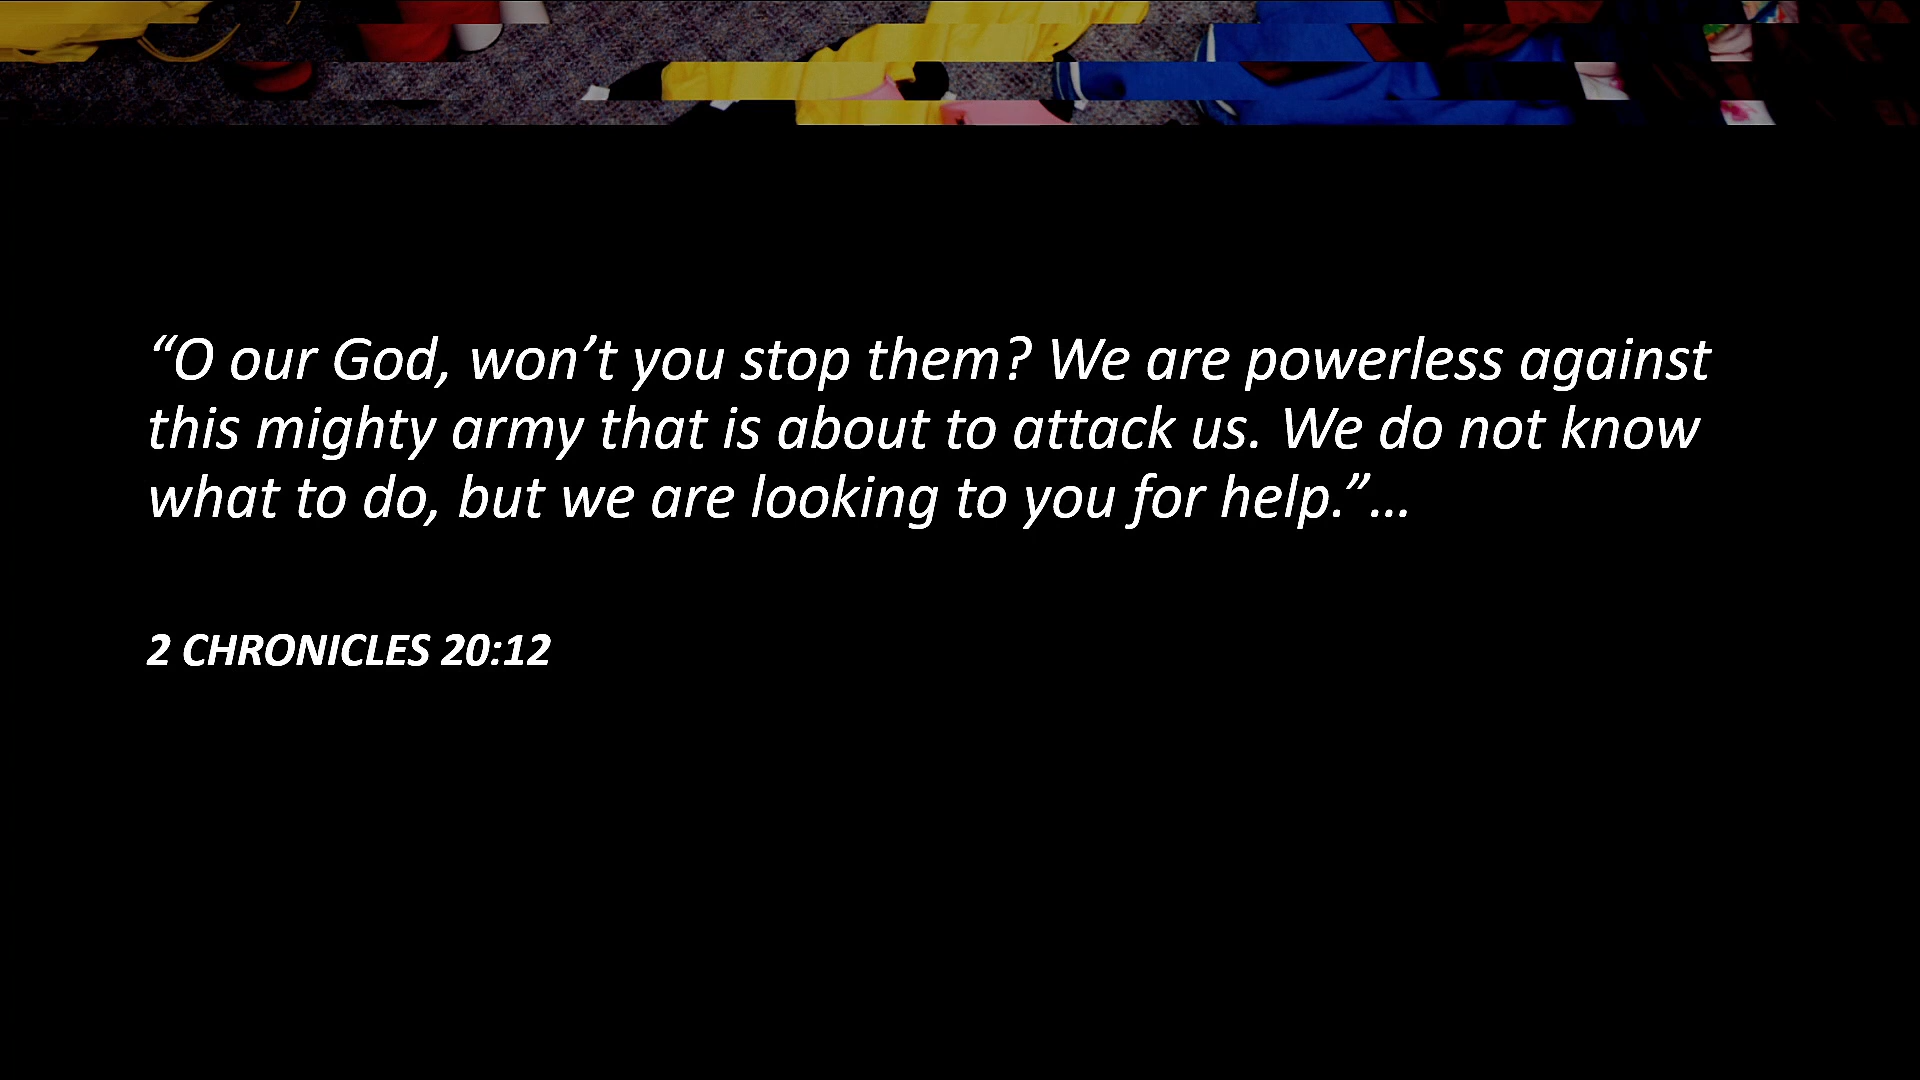 “O our God, won’t you stop them? We are powerless against
this mighty army that is about to attack us. We do not know
what to do, but we are looking to you for help.”…
2 CHRONICLES 20:12